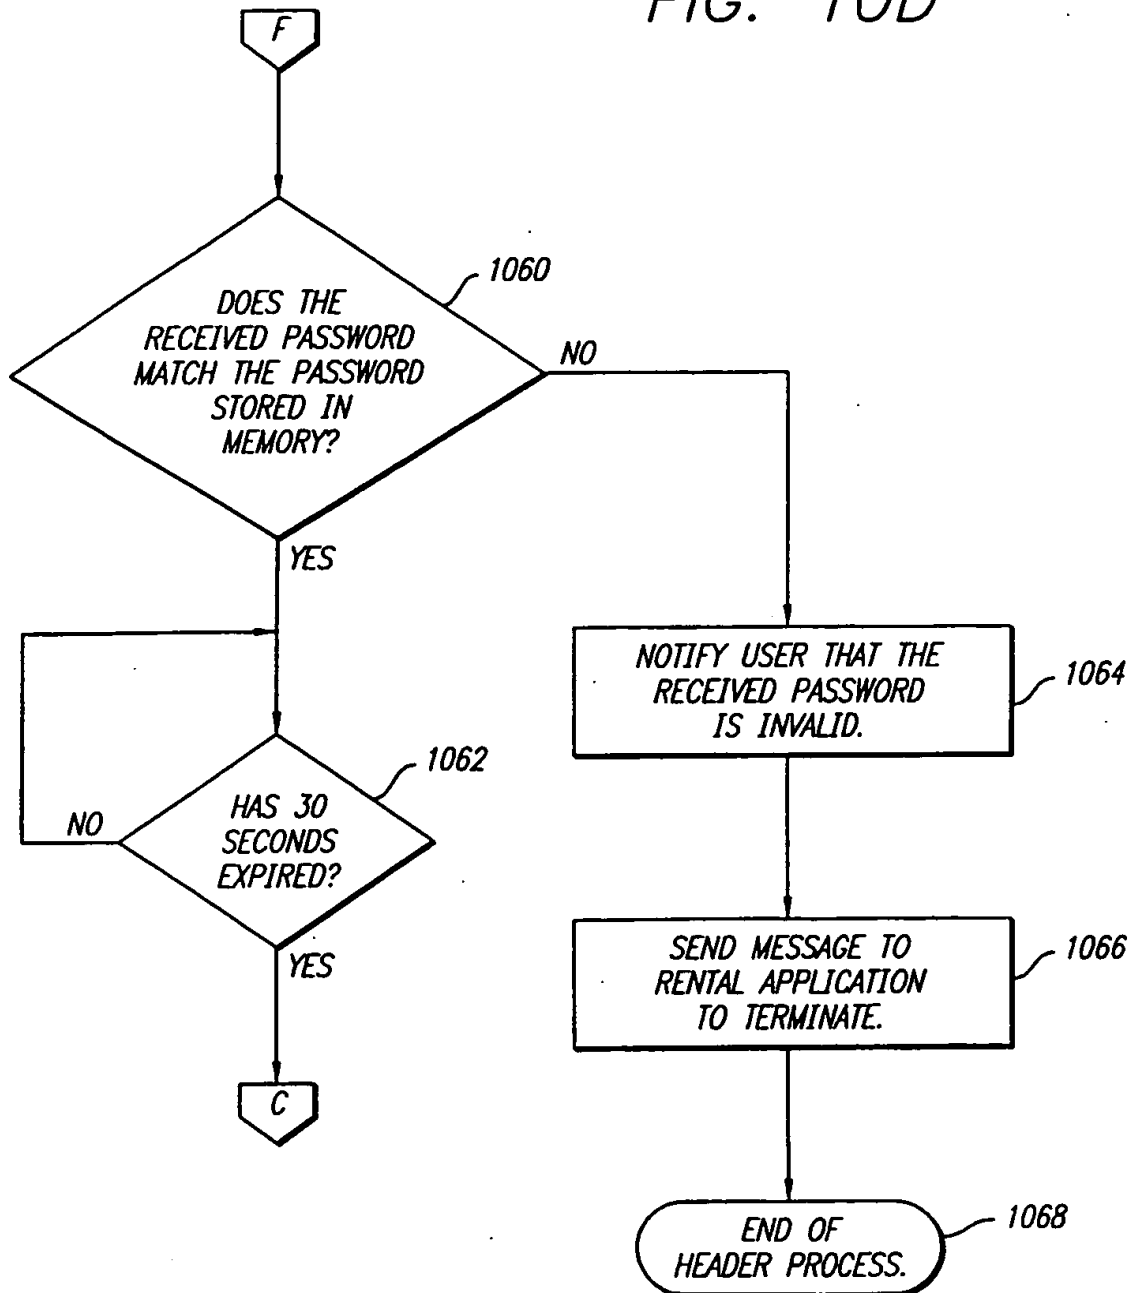 FIG. 10D
F
1060
DOES THE
RECEIVED PASSWORD
MATCH THE PASSWORD
STORED IN
MEMORY?
NO
YES
NOTIFY USER THAT THE
RECEIVED PASSWORD
IS INVALID.
1064
1062
HAS 30
SECONDS
EXPIRED?
NO
YES
SEND MESSAGE TO
RENTAL APPLICATION
TO TERMINATE.
1066
C
END OF
HEADER PROCESS.
1068